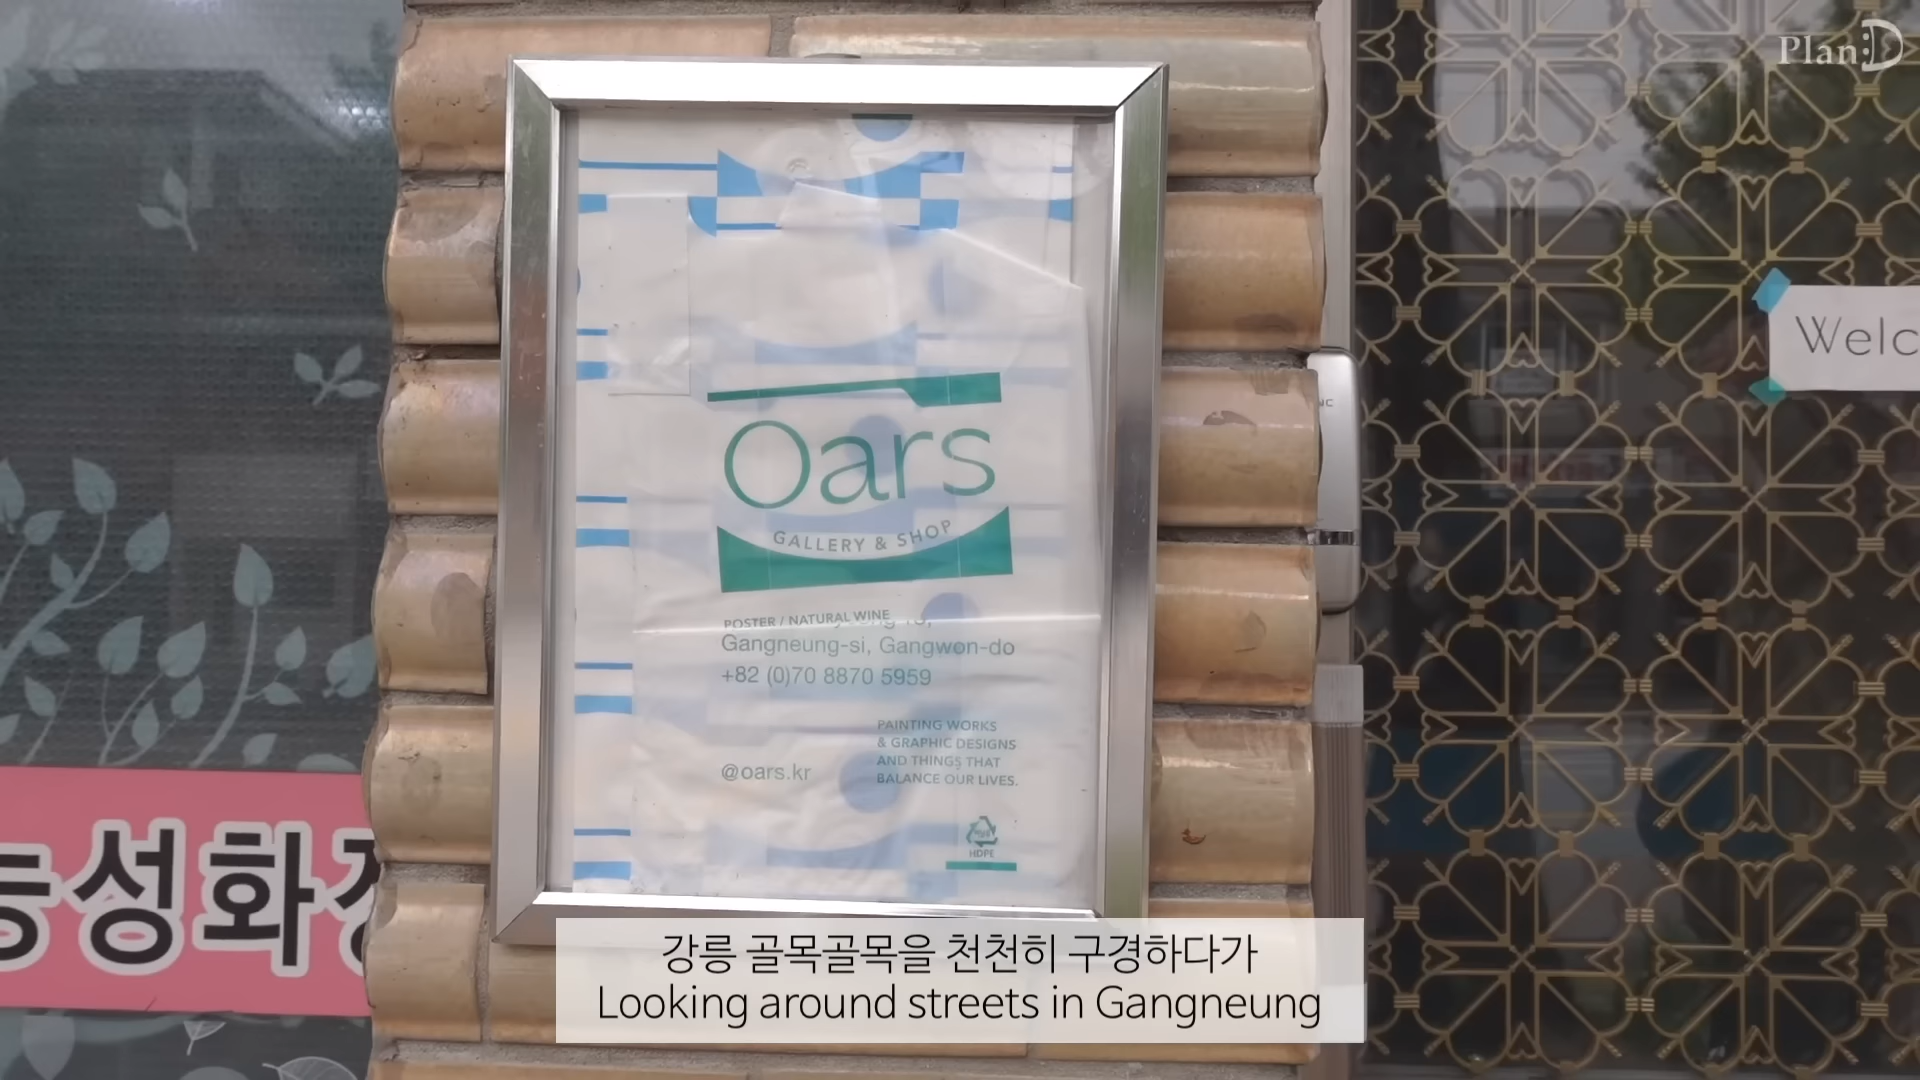 Plan:D
Welc
Oars
GALLERY & SHOP
POSTER / NATURAL WINE
Gangneung-si, Gangwon-do
+82 (0)70 8870 5959
PAINTING WORKS
& GRAPHIC DESIGNS
AND THINGS THAT
BALANCE OUR LIVES.
@oars.kr
HDPE
능성화장
강릉 골목골목을 천천히 구경하다가
Looking around streets in Gangneung